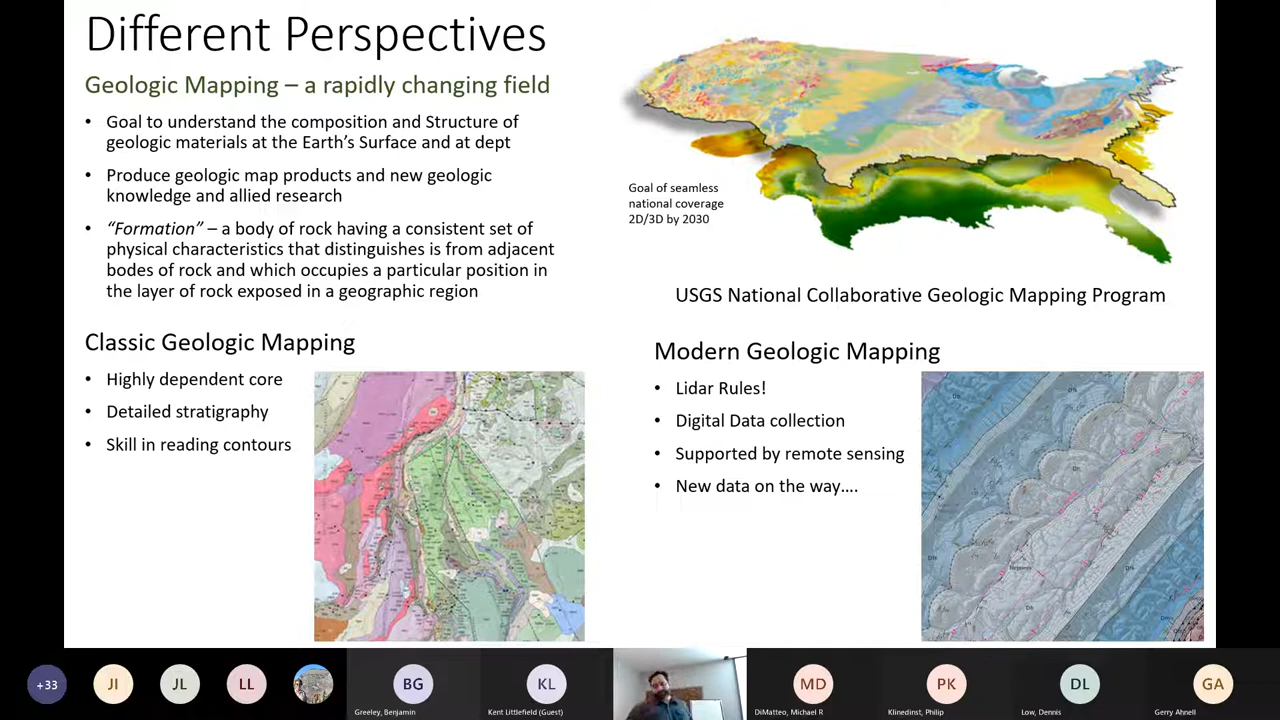 Different Perspectives
Geologic Mapping – a rapidly changing field
• Goal to understand the composition and Structure of
geologic materials at the Earth's Surface and at dept
• Produce geologic map products and new geologic
knowledge and allied research
• "Formation" – a body of rock having a consistent set of
physical characteristics that distinguishes is from adjacent
bodes of rock and which occupies a particular position in
the layer of rock exposed in a geographic region
Goal of seamless
national coverage
2D/3D by 2030
USGS National Collaborative Geologic Mapping Program
Classic Geologic Mapping
• Highly dependent core
• Detailed stratigraphy
• Skill in reading contours
Modern Geologic Mapping
• Lidar Rules!
• Digital Data collection
• Supported by remote sensing
• New data on the way....
+33
JI
JL
LL
BG
Greeley, Benjamin
KL
Kent Littlefield (Guest)
MD
DiMatteo, Michael R
PK
Klinedinst, Philip
DL
Low, Dennis
GA
Gerry Ahnell